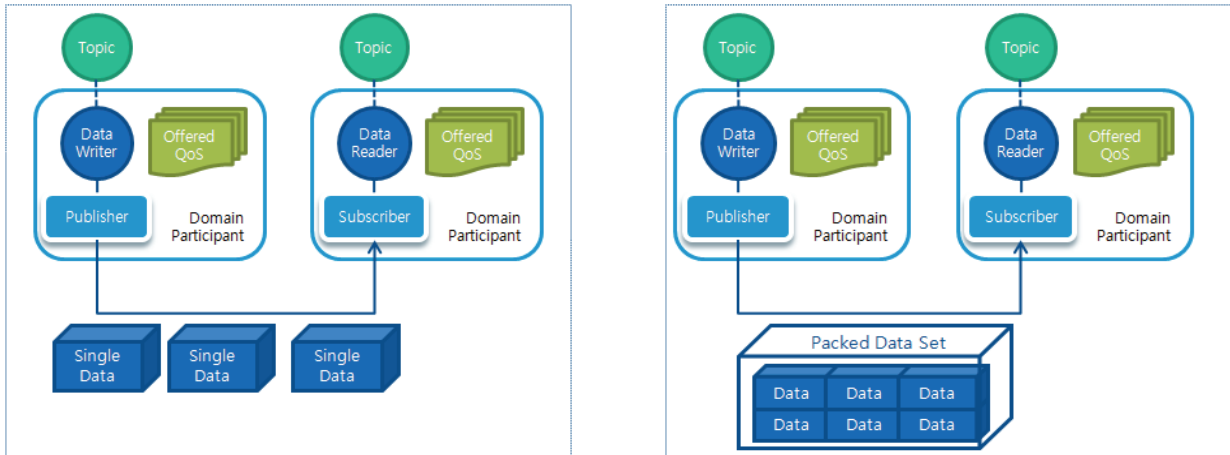 Topic
Topic
Data
Writer
Offered
QoS
Data
Reader
Offered
QoS
Publisher
Domain
Participant
Subscriber
Domain
Participant
Single
Data
Single
Data
Single
Data
Topic
Topic
Data
Writer
Offered
QoS
Data
Reader
Offered
QoS
Publisher
Domain
Participant
Subscriber
Domain
Participant
Packed Data Set
Data Data Data
Data Data Data